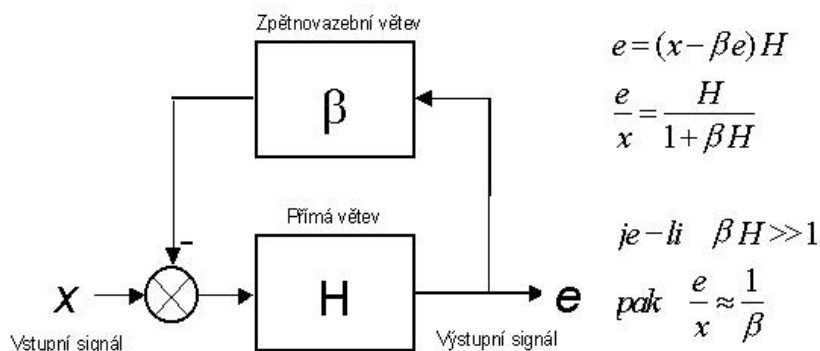 Zpětnovazební větev
β
Přímá větev
-
x
H
e
Vstupní signál
Výstupní signál
e=(x-βe)H
e/x = H/(1+βH)
je-li βH>>1
pak e/x ≈ 1/β